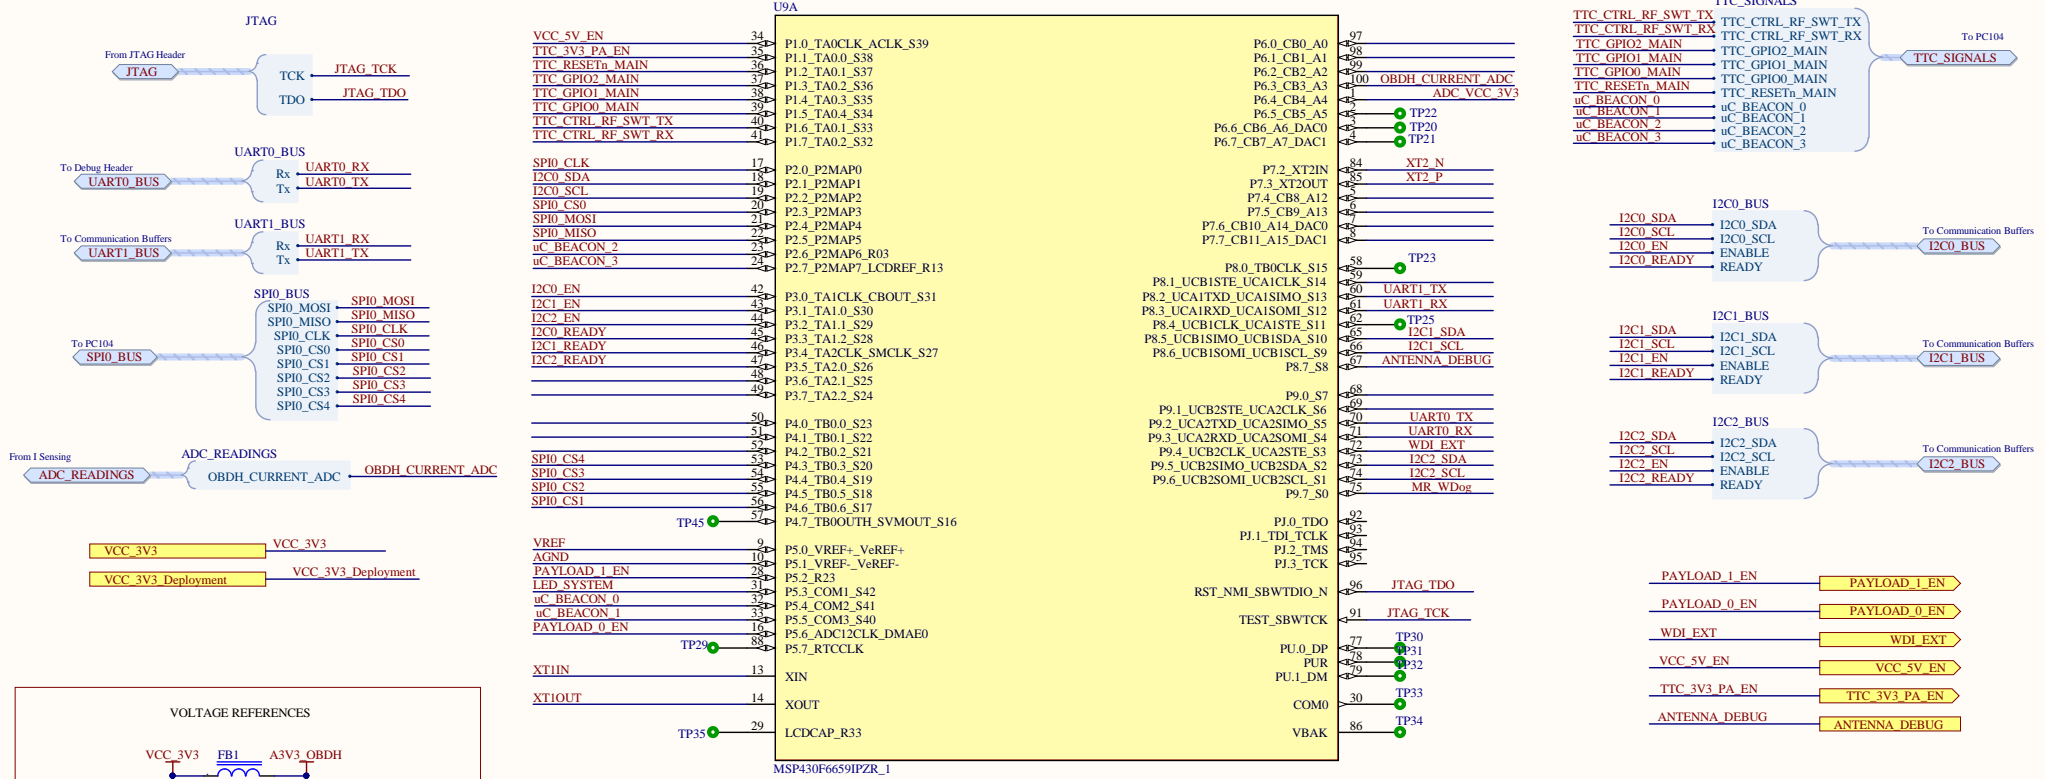 JTAG
From JTAG Header
JTAG
TCK
JTAG_TCK
TDO
JTAG_TDO
UART0_BUS
To Debug Header
UART0_BUS
Rx
UART0_RX
Tx
UART0_TX
UART1_BUS
To Communication Buffers
UART1_BUS
Rx
UART1_RX
Tx
UART1_TX
SPI0_BUS
To PC104
SPI0_BUS
SPI0_MOSI SPI0_MOSI
SPI0_MISO SPI0_MISO
SPI0_CLK SPI0_CLK
SPI0_CS0 SPI0_CS0
SPI0_CS1 SPI0_CS1
SPI0_CS2 SPI0_CS2
SPI0_CS3 SPI0_CS3
SPI0_CS4 SPI0_CS4
From I Sensing
ADC_READINGS
ADC_READINGS
OBDH_CURRENT_ADC OBDH_CURRENT_ADC
VCC_3V3 VCC_3V3
VCC_3V3_Deployment VCC_3V3_Deployment
VOLTAGE REFERENCES
VCC_3V3 FB1 A3V3_OBDH
U9A
VCC_5V_EN 34 P1.0_TA0CLK_ACLK_S39
TTC_3V3_PA_EN 35 P1.1_TA0.0_S38
TTC_RESETn_MAIN 36 P1.2_TA0.1_S37
TTC_GPIO2_MAIN 37 P1.3_TA0.2_S36
TTC_GPIO1_MAIN 38 P1.4_TA0.3_S35
TTC_GPIO0_MAIN 39 P1.5_TA0.4_S34
TTC_CTRL_RF_SWT_TX 40 P1.6_TA0.1_S33
TTC_CTRL_RF_SWT_RX 41 P1.7_TA0.2_S32
SPI0_CLK 17 P2.0_P2MAP0
I2C0_SDA 18 P2.1_P2MAP1
I2C0_SCL 19 P2.2_P2MAP2
SPI0_CS0 20 P2.3_P2MAP3
SPI0_MOSI 21 P2.4_P2MAP4
SPI0_MISO 22 P2.5_P2MAP5
uC_BEACON_2 23 P2.6_P2MAP6_R03
uC_BEACON_3 24 P2.7_P2MAP7_LCDREF_R13
I2C0_EN 42 P3.0_TA1CLK_CBOUT_S31
I2C1_EN 43 P3.1_TA1.0_S30
I2C2_EN 44 P3.2_TA1.1_S29
I2C0_READY 45 P3.3_TA1.2_S28
I2C1_READY 46 P3.4_TA2CLK_SMCLK_S27
I2C2_READY 47 P3.5_TA2.0_S26
48 P3.6_TA2.1_S25
49 P3.7_TA2.2_S24
50 P4.0_TB0.0_S23
51 P4.1_TB0.1_S22
52 P4.2_TB0.2_S21
SPI0_CS4 53 P4.3_TB0.3_S20
SPI0_CS3 54 P4.4_TB0.4_S19
SPI0_CS2 55 P4.5_TB0.5_S18
SPI0_CS1 56 P4.6_TB0.6_S17
TP45 57 P4.7_TB0OUTH_SVMOUT_S16
VREF 9 P5.0_VREF+_VeREF+
AGND 10 P5.1_VREF-_VeREF-
PAYLOAD_1_EN 28 P5.2_R23
LED_SYSTEM 31 P5.3_COM1_S42
uC_BEACON_0 32 P5.4_COM2_S41
uC_BEACON_1 33 P5.5_COM3_S40
PAYLOAD_0_EN 16 P5.6_ADC12CLK_DMAE0
TP29 88 P5.7_RTCCLK
XT1IN 13 XIN
XT1OUT 14 XOUT
TP35 29 LCDCAP_R33
P6.0_CB0_A0 97
P6.1_CB1_A1 98
P6.2_CB2_A2 99
P6.3_CB3_A3 100 OBDH_CURRENT_ADC
P6.4_CB4_A4 1 ADC_VCC_3V3
P6.5_CB5_A5 2 TP22
P6.6_CB6_A6_DAC0 3 TP20
P6.7_CB7_A7_DAC1 4 TP21
P7.2_XT2IN 84 XT2_N
P7.3_XT2OUT 85 XT2_P
P7.4_CB8_A12 5
P7.5_CB9_A13 6
P7.6_CB10_A14_DAC0 7
P7.7_CB11_A15_DAC1 8
P8.0_TB0CLK_S15 58 TP23
P8.1_UCB1STE_UCA1CLK_S14 59
P8.2_UCA1TXD_UCA1SIMO_S13 60 UART1_TX
P8.3_UCA1RXD_UCA1SOMI_S12 61 UART1_RX
P8.4_UCB1CLK_UCA1STE_S11 62 TP25
P8.5_UCB1SIMO_UCB1SDA_S10 65 I2C1_SDA
P8.6_UCB1SOMI_UCB1SCL_S9 66 I2C1_SCL
P8.7_S8 67 ANTENNA_DEBUG
P9.0_S7 68
P9.1_UCB2STE_UCA2CLK_S6 69
P9.2_UCA2TXD_UCA2SIMO_S5 70 UART0_TX
P9.3_UCA2RXD_UCA2SOMI_S4 71 UART0_RX
P9.4_UCB2CLK_UCA2STE_S3 72 WDI_EXT
P9.5_UCB2SIMO_UCB2SDA_S2 73 I2C2_SDA
P9.6_UCB2SOMI_UCB2SCL_S1 74 I2C2_SCL
P9.7_S0 75 MR_WDog
PJ.0_TDO 92
PJ.1_TDI_TCLK 93
PJ.2_TMS 94
PJ.3_TCK 95
RST_NMI_SBWTDIO_N 96 JTAG_TDO
TEST_SBWTCK 91 JTAG_TCK
PU.0_DP 77 TP30
PUR 78 TP31
PU.1_DM 79 TP32
COM0 30 TP33
VBAK 86 TP34
MSP430F6659IPZR_1
TTC_SIGNALS
TTC_CTRL_RF_SWT_TX TTC_CTRL_RF_SWT_TX
TTC_CTRL_RF_SWT_RX TTC_CTRL_RF_SWT_RX
TTC_GPIO2_MAIN TTC_GPIO2_MAIN
TTC_GPIO1_MAIN TTC_GPIO1_MAIN
TTC_GPIO0_MAIN TTC_GPIO0_MAIN
TTC_RESETn_MAIN TTC_RESETn_MAIN
uC_BEACON_0 uC_BEACON_0
uC_BEACON_1 uC_BEACON_1
uC_BEACON_2 uC_BEACON_2
uC_BEACON_3 uC_BEACON_3
To PC104
TTC_SIGNALS
I2C0_BUS
I2C0_SDA I2C0_SDA
I2C0_SCL I2C0_SCL
I2C0_EN ENABLE
I2C0_READY READY
To Communication Buffers
I2C0_BUS
I2C1_BUS
I2C1_SDA I2C1_SDA
I2C1_SCL I2C1_SCL
I2C1_EN ENABLE
I2C1_READY READY
To Communication Buffers
I2C1_BUS
I2C2_BUS
I2C2_SDA I2C2_SDA
I2C2_SCL I2C2_SCL
I2C2_EN ENABLE
I2C2_READY READY
To Communication Buffers
I2C2_BUS
PAYLOAD_1_EN PAYLOAD_1_EN
PAYLOAD_0_EN PAYLOAD_0_EN
WDI_EXT WDI_EXT
VCC_5V_EN VCC_5V_EN
TTC_3V3_PA_EN TTC_3V3_PA_EN
ANTENNA_DEBUG ANTENNA_DEBUG